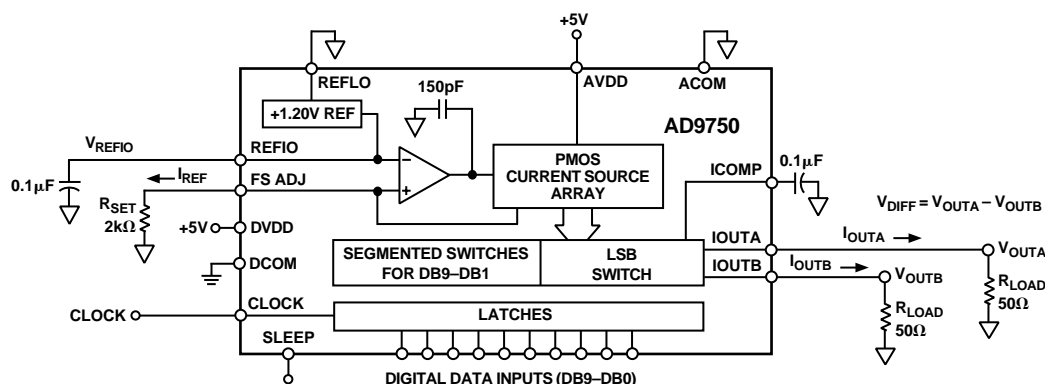 +5V
REFLO
150pF
AVDD
ACOM
+1.20V REF
AD9750
V_REFIO
REFIO
–
PMOS
CURRENT SOURCE
ARRAY
ICOMP
0.1μF
0.1μF
I_REF
FS ADJ
+
V_DIFF = V_OUTA – V_OUTB
R_SET
2kΩ
+5V
DVDD
SEGMENTED SWITCHES
FOR DB9–DB1
LSB
SWITCH
IOUTA
I_OUTA
V_OUTA
DCOM
IOUTB
I_OUTB
V_OUTB
R_LOAD
50Ω
R_LOAD
50Ω
CLOCK
CLOCK
LATCHES
SLEEP
DIGITAL DATA INPUTS (DB9–DB0)